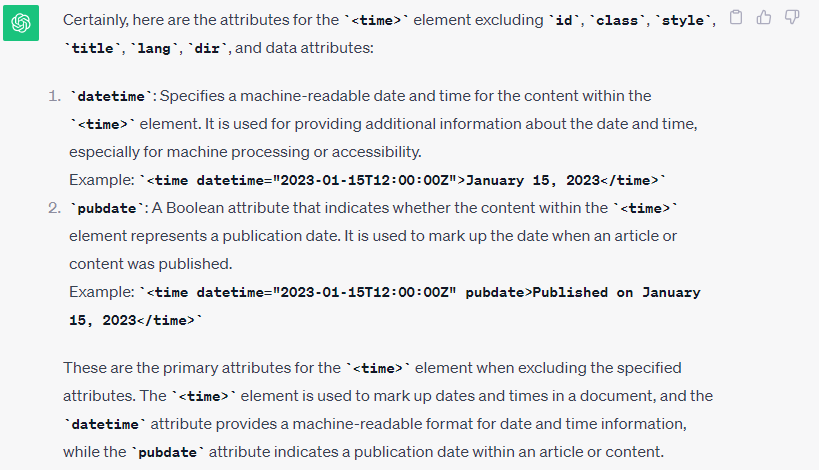 Certainly, here are the attributes for the `<time>` element excluding `id`, `class`, `style`,
`title`, `lang`, `dir`, and data attributes:
1. `datetime`: Specifies a machine-readable date and time for the content within the
`<time>` element. It is used for providing additional information about the date and time,
especially for machine processing or accessibility.
Example: `<time datetime="2023-01-15T12:00:00Z">January 15, 2023</time>`
2. `pubdate`: A Boolean attribute that indicates whether the content within the `<time>`
element represents a publication date. It is used to mark up the date when an article or
content was published.
Example: `<time datetime="2023-01-15T12:00:00Z" pubdate>Published on January
15, 2023</time>`
These are the primary attributes for the `<time>` element when excluding the specified
attributes. The `<time>` element is used to mark up dates and times in a document, and the
`datetime` attribute provides a machine-readable format for date and time information,
while the `pubdate` attribute indicates a publication date within an article or content.